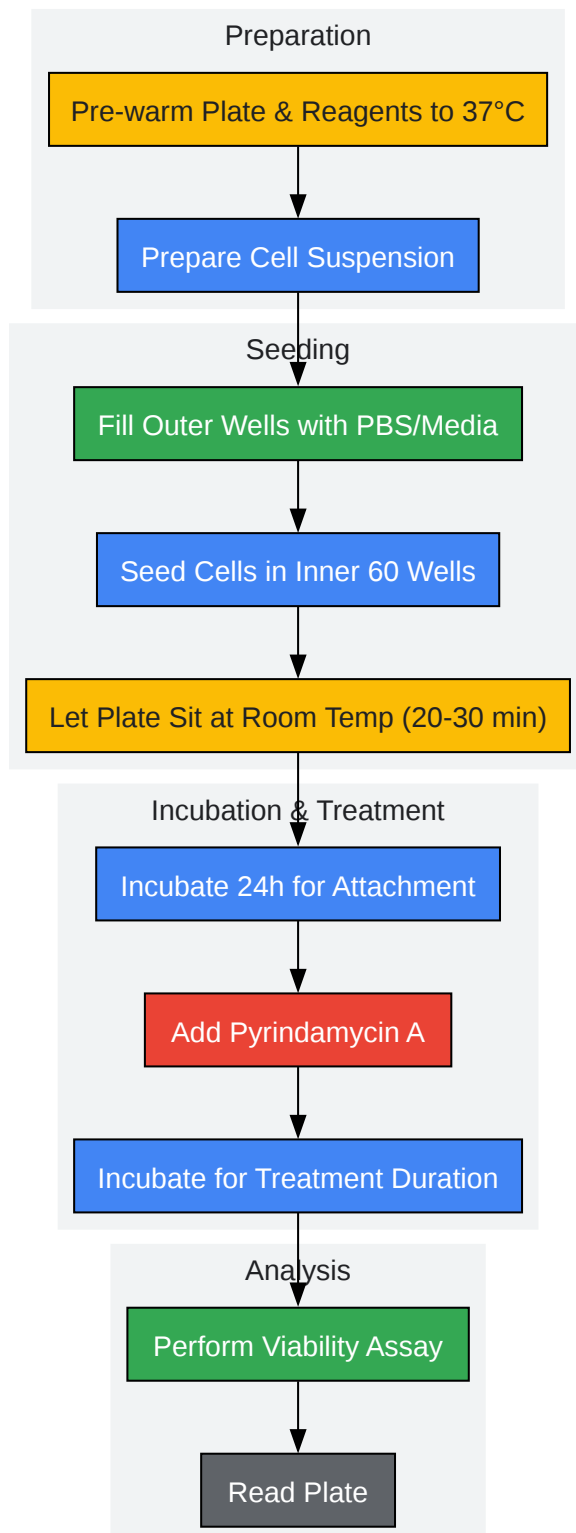 Preparation
Pre-warm Plate & Reagents to 37°C
Prepare Cell Suspension
Seeding
Fill Outer Wells with PBS/Media
Seed Cells in Inner 60 Wells
Let Plate Sit at Room Temp (20-30 min)
Incubation & Treatment
Incubate 24h for Attachment
Add Pyrindamycin A
Incubate for Treatment Duration
Analysis
Perform Viability Assay
Read Plate